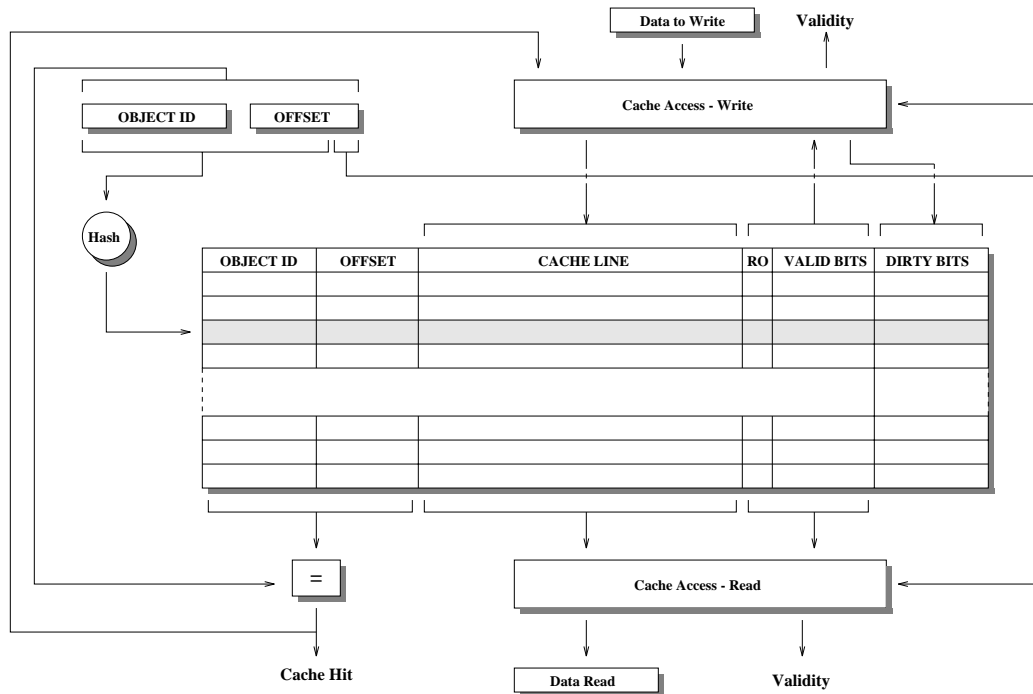 Data to Write
Validity
Cache Access - Write
OBJECT ID
OFFSET
Hash
OBJECT ID OFFSET CACHE LINE RO VALID BITS DIRTY BITS
=
Cache Access - Read
Cache Hit
Data Read
Validity